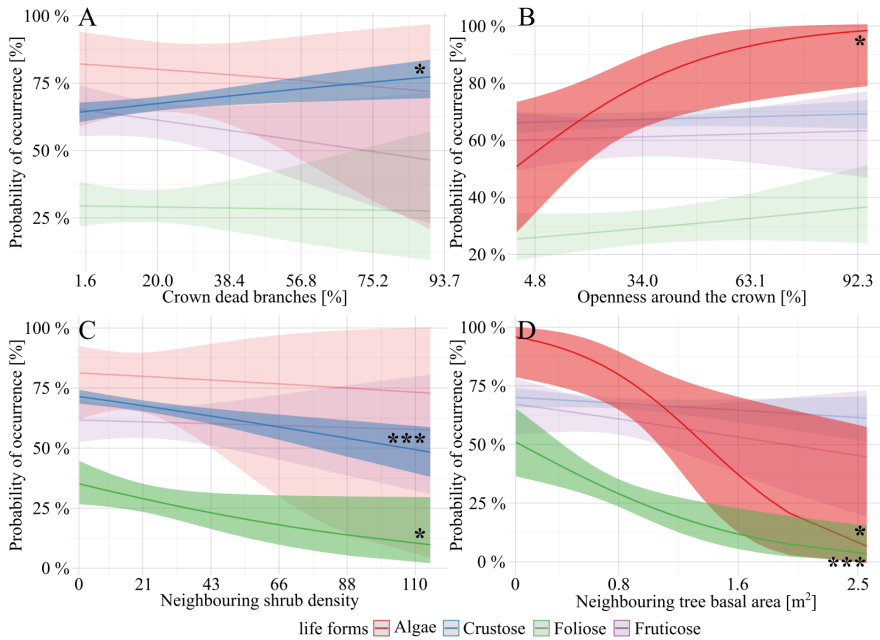 A
Probability of occurrence [%]
100 %
75 %
50 %
25 %
1.6 20.0 38.4 56.8 75.2 93.7
Crown dead branches [%]
*
B
Probability of occurrence [%]
100 %
80 %
60 %
40 %
20 %
4.8 34.0 63.1 92.3
Openness around the crown [%]
*
C
Probability of occurrence [%]
100 %
75 %
50 %
25 %
0 %
0 21 43 66 88 116
Neighbouring shrub density
***
*
D
Probability of occurrence [%]
100 %
75 %
50 %
25 %
0 %
0 0.8 1.6 2.5
Neighbouring tree basal area [m²]
*
***
life forms Algae Crustose Foliose Fruticose